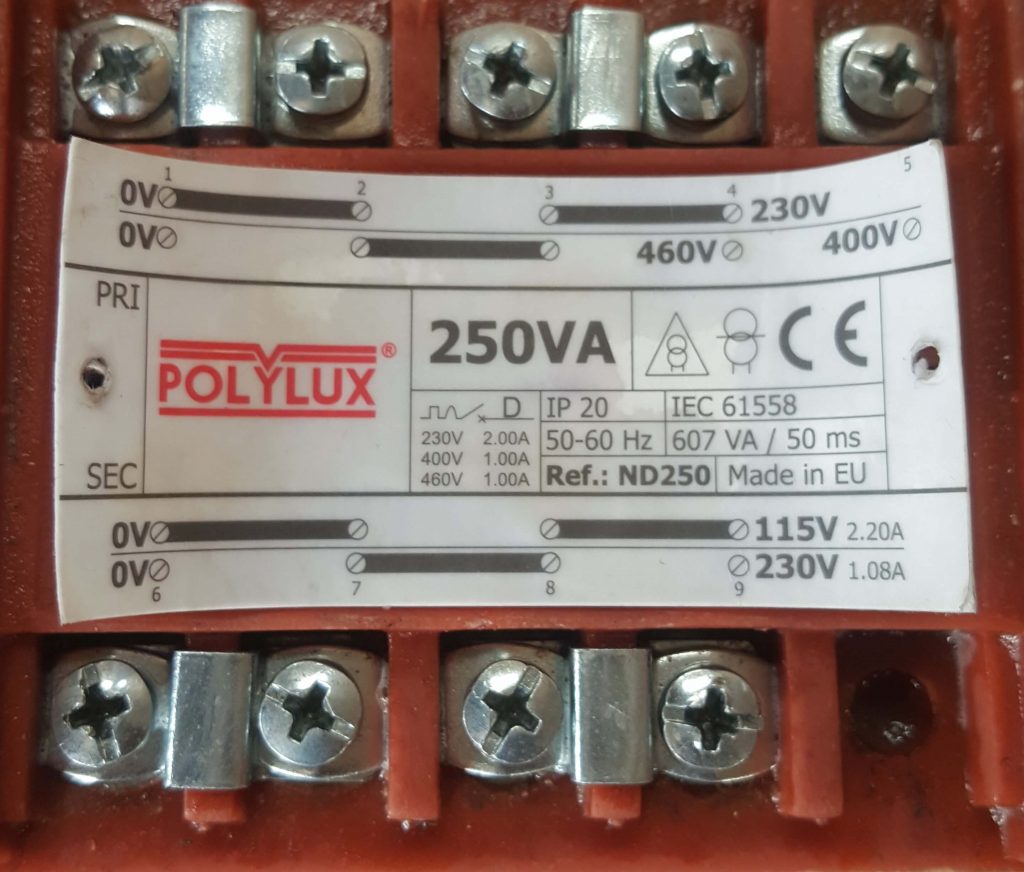 1 2 3 4 5
0V 230V
0V 460V 400V
PRI
POLYLUX®
SEC
250VA
CE
D
230V 2.00A
400V 1.00A
460V 1.00A
IP 20 IEC 61558
50-60 Hz 607 VA / 50 ms
Ref.: ND250 Made in EU
0V 115V 2.20A
0V 230V 1.08A
6 7 8 9